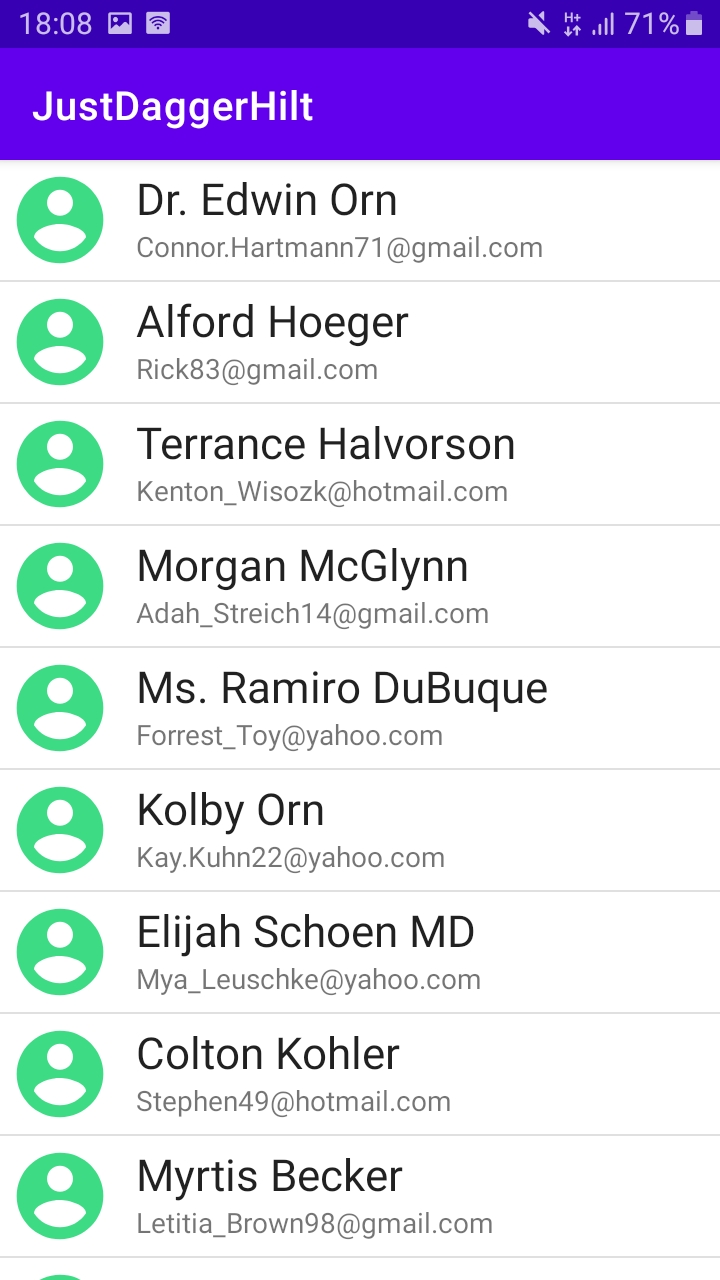 18:08 H+ 71%
JustDaggerHilt
Dr. Edwin Orn
Connor.Hartmann71@gmail.com
Alford Hoeger
Rick83@gmail.com
Terrance Halvorson
Kenton_Wisozk@hotmail.com
Morgan McGlynn
Adah_Streich14@gmail.com
Ms. Ramiro DuBuque
Forrest_Toy@yahoo.com
Kolby Orn
Kay.Kuhn22@yahoo.com
Elijah Schoen MD
Mya_Leuschke@yahoo.com
Colton Kohler
Stephen49@hotmail.com
Myrtis Becker
Letitia_Brown98@gmail.com